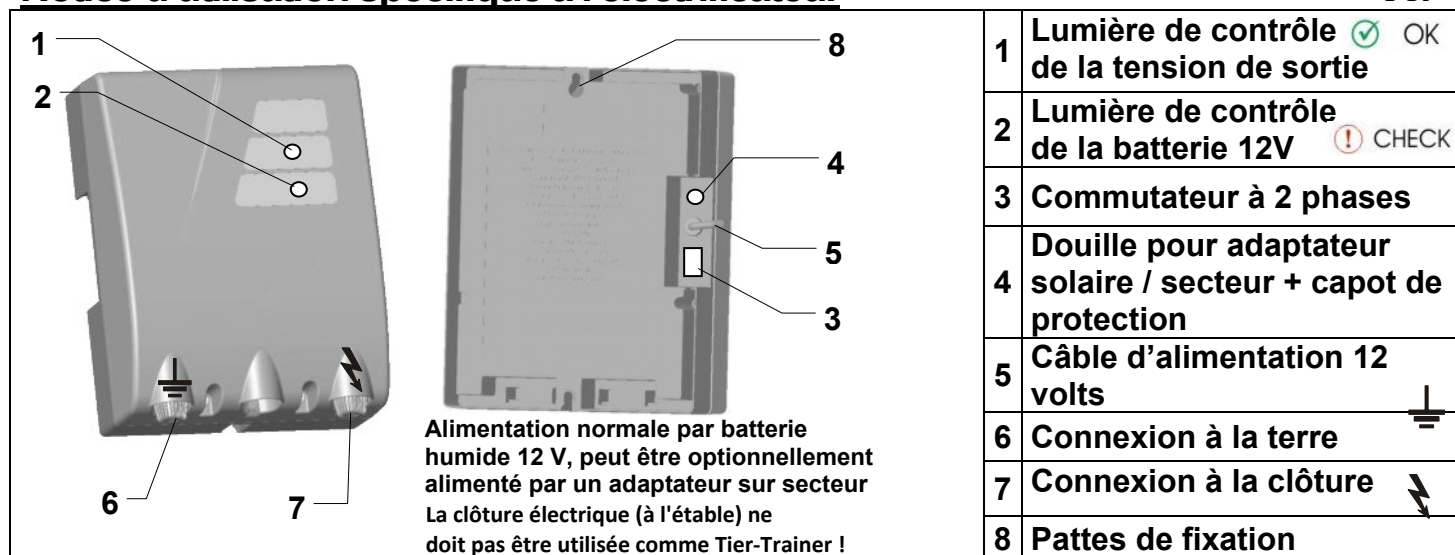 1
2
8
4
5
3
6
7
Alimentation normale par batterie
humide 12 V, peut être optionnellement
alimenté par un adaptateur sur secteur
La clôture électrique (à l'étable) ne
doit pas être utilisée comme Tier-Trainer !
1 Lumière de contrôle OK
de la tension de sortie
2 Lumière de contrôle
de la batterie 12V CHECK
3 Commutateur à 2 phases
4 Douille pour adaptateur
solaire / secteur + capot de
protection
5 Câble d’alimentation 12
volts
6 Connexion à la terre
7 Connexion à la clôture
8 Pattes de fixation